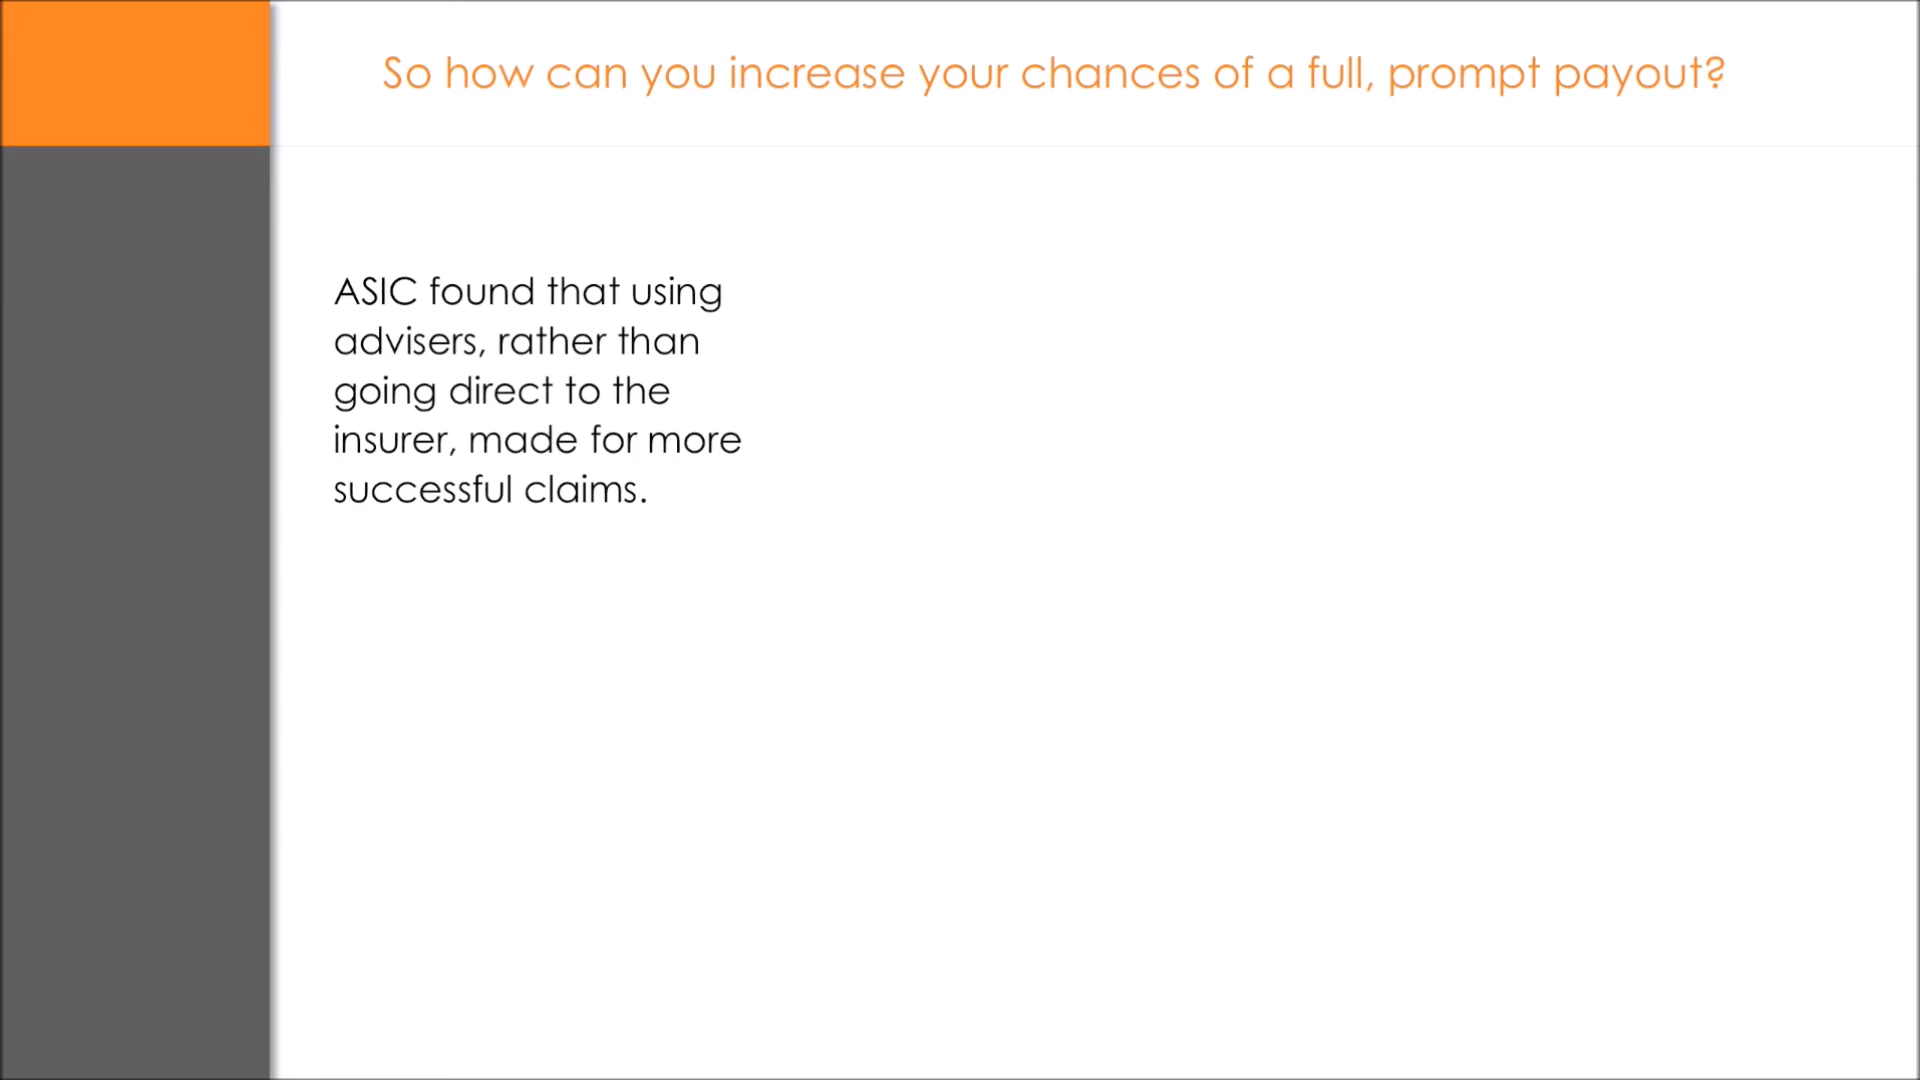 So how can you increase your chances of a full, prompt payout?
ASIC found that using
advisers, rather than
going direct to the
insurer, made for more
successful claims.